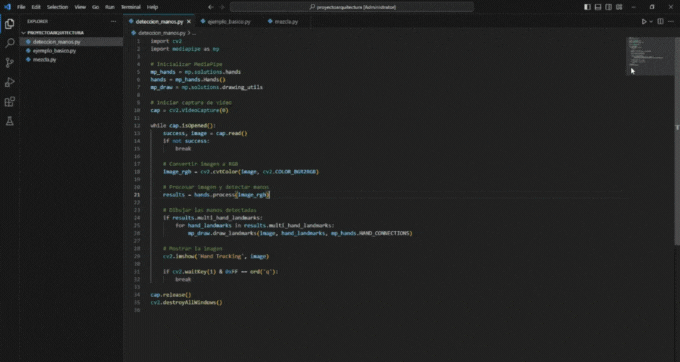 File Edit Selection View Go Run Terminal Help
proyectoarquitectura [Administrator]
EXPLORER
PROYECTOARQUITECTURA
deteccion_manos.py
ejemplo_basico.py
mezcla.py
deteccion_manos.py ejemplo_basico.py mezcla.py
deteccion_manos.py > ...
1 import cv2
2 import mediapipe as mp
3
4 # Inicializar MediaPipe
5 mp_hands = mp.solutions.hands
6 hands = mp_hands.Hands()
7 mp_draw = mp.solutions.drawing_utils
8
9 # Iniciar captura de video
10 cap = cv2.VideoCapture(0)
11
12 while cap.isOpened():
13 success, image = cap.read()
14 if not success:
15 break
16
17 # Convertir imagen a RGB
18 image_rgb = cv2.cvtColor(image, cv2.COLOR_BGR2RGB)
19
20 # Procesar imagen y detectar manos
21 results = hands.process(image_rgb)
22
23 # Dibujar las manos detectadas
24 if results.multi_hand_landmarks:
25 for hand_landmarks in results.multi_hand_landmarks:
26 mp_draw.draw_landmarks(image, hand_landmarks, mp_hands.HAND_CONNECTIONS)
27
28 # Mostrar la imagen
29 cv2.imshow('Hand Tracking', image)
30
31 if cv2.waitKey(1) & 0xFF == ord('q'):
32 break
33
34 cap.release()
35 cv2.destroyAllWindows()
36